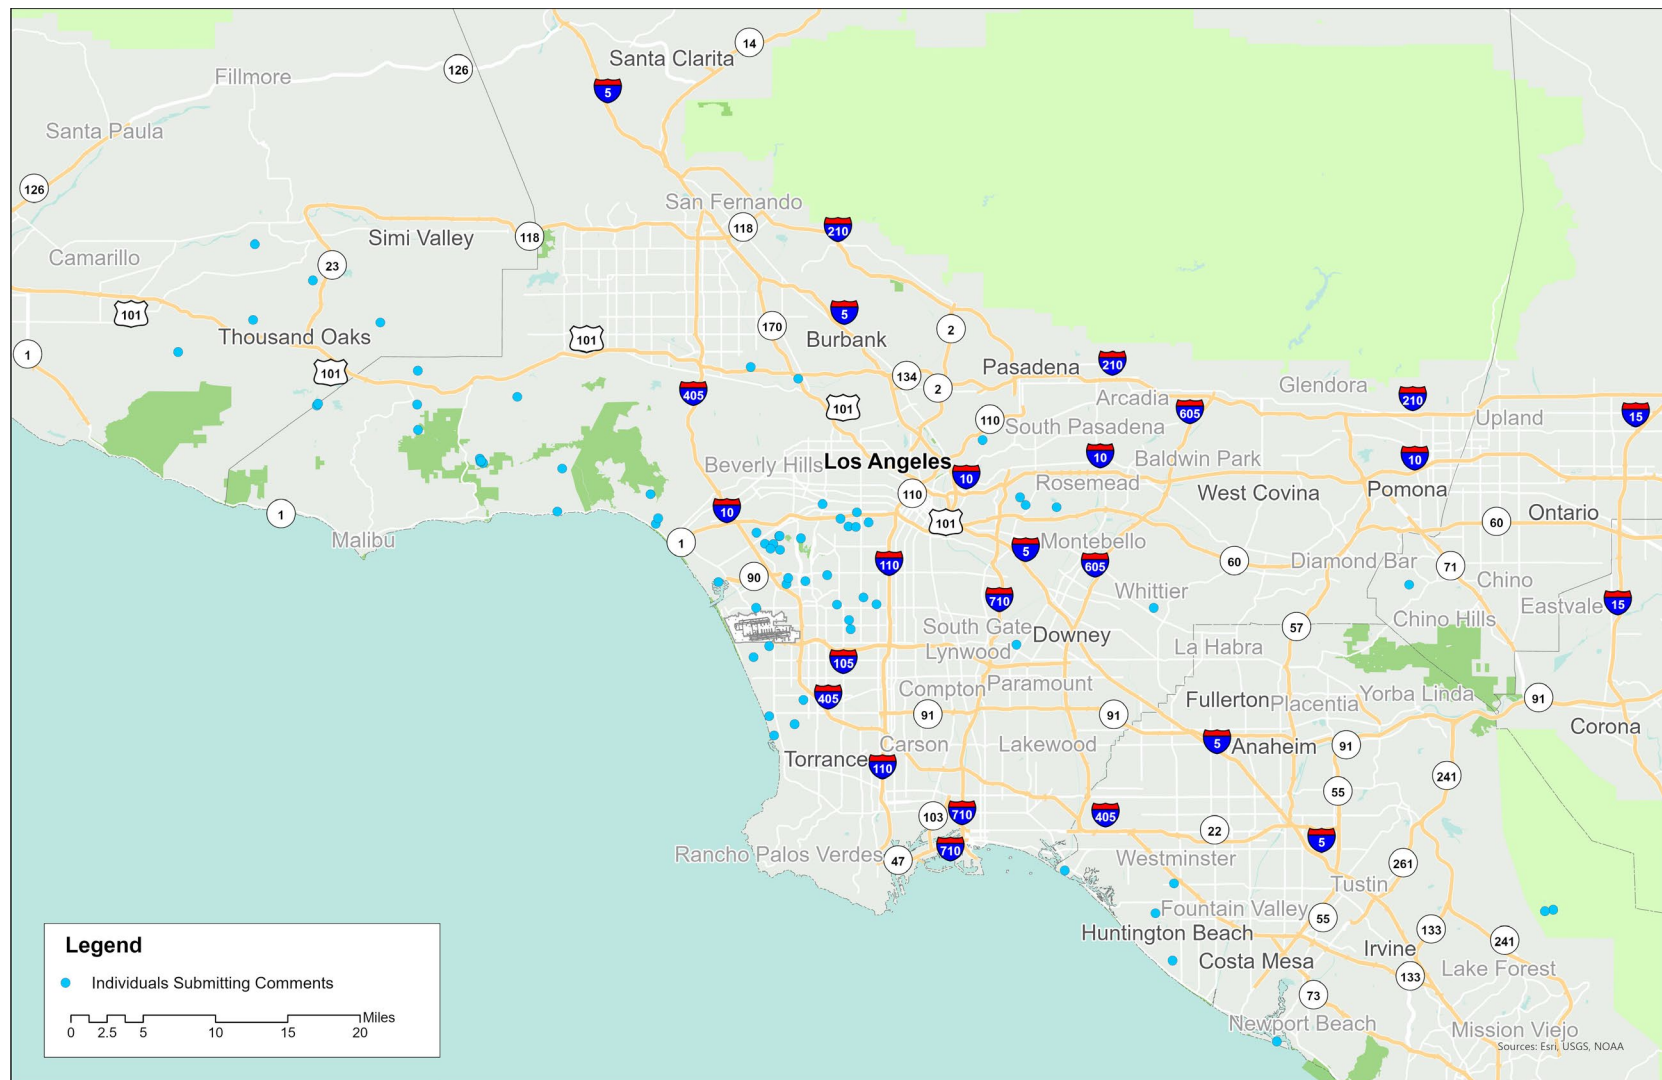 14
Santa Clarita
126
Fillmore
5
Santa Paula
126
San Fernando
118
210
118
Simi Valley
Camarillo
23
101
5
170
2
Thousand Oaks
101
Burbank
1
101
Pasadena
210
134
2
405
Glendora
210
Arcadia
101
605
15
110
Upland
South Pasadena
Beverly Hills
Los Angeles
10
Baldwin Park
10
10
Rosemead
110
West Covina
Pomona
10
1
101
60
Ontario
Malibu
1
Montebello
5
110
605
60
Diamond Bar
71
90
Chino
Whittier
710
Eastvale
15
Chino Hills
South Gate
57
Downey
La Habra
Lynwood
105
Compton
Paramount
405
Fullerton
Placentia
Yorba Linda
91
91
91
Corona
Carson
Lakewood
5
Anaheim
91
Torrance
110
241
55
103
710
405
22
5
Rancho Palos Verdes
47
710
Westminster
261
Tustin
Fountain Valley
55
133
Huntington Beach
241
Irvine
Costa Mesa
Lake Forest
133
73
Newport Beach
Mission Viejo
Sources: Esri, USGS, NOAA
Legend
Individuals Submitting Comments
Miles
0 2.5 5 10 15 20